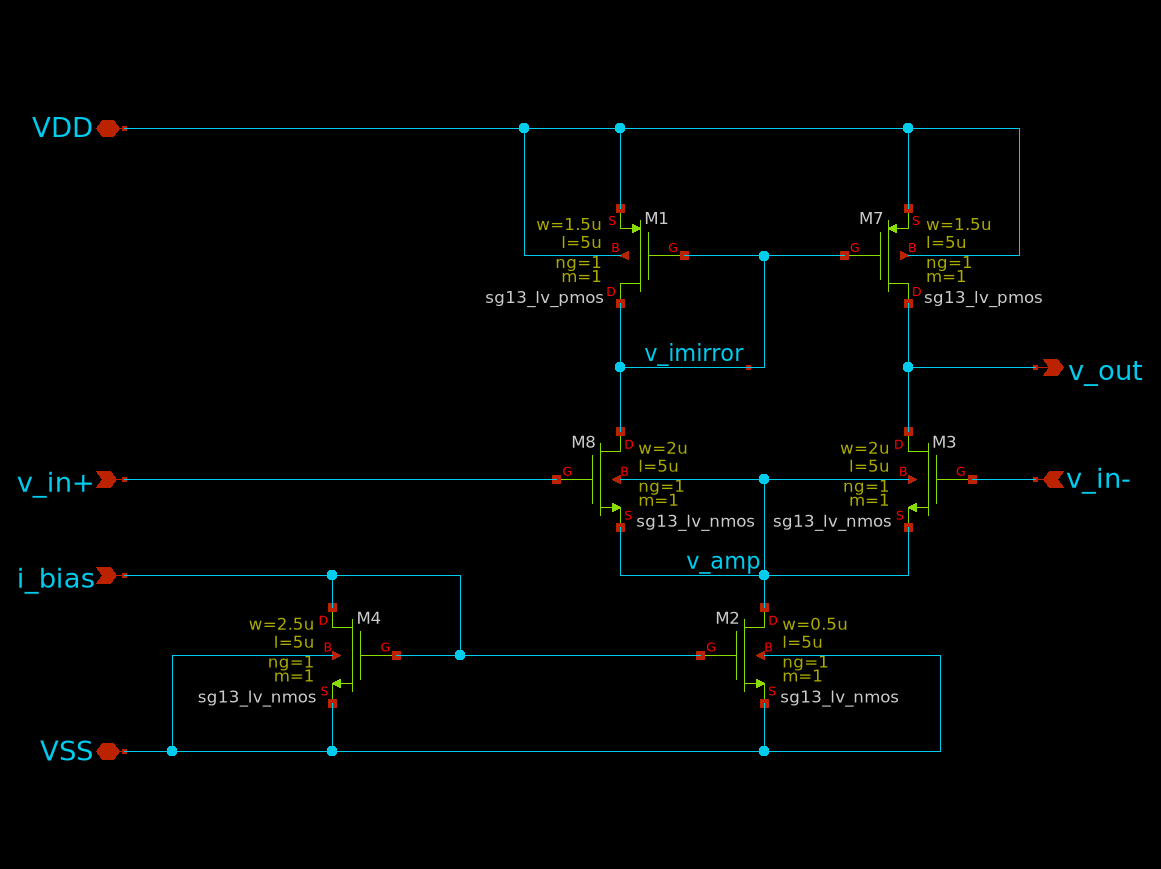 VDD
S
M1
M7
S
w=1.5u
w=1.5u
l=5u
l=5u
B
G
G
B
ng=1
ng=1
m=1
m=1
D
D
sg13_lv_pmos
sg13_lv_pmos
v_imirror
v_out
M8
D
w=2u
w=2u
D
M3
l=5u
l=5u
v_in+
G
B
B
G
v_in-
ng=1
ng=1
m=1
m=1
S
S
sg13_lv_nmos
sg13_lv_nmos
v_amp
i_bias
w=2.5u
D
M4
M2
D
w=0.5u
l=5u
l=5u
B
G
G
B
ng=1
ng=1
m=1
m=1
S
S
sg13_lv_nmos
sg13_lv_nmos
VSS